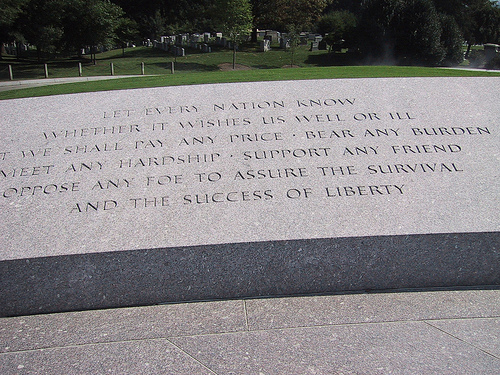 LET EVERY NATION KNOW
WHETHER IT WISHES US WELL OR ILL
T WE SHALL PAY ANY PRICE · BEAR ANY BURDEN
MEET ANY HARDSHIP · SUPPORT ANY FRIEND
OPPOSE ANY FOE TO ASSURE THE SURVIVAL
AND THE SUCCESS OF LIBERTY